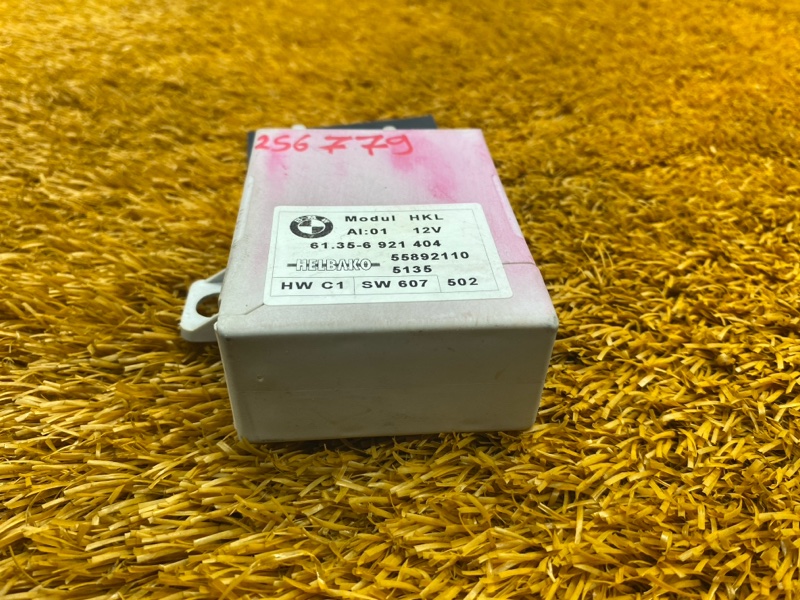 256779
BMW
Modul HKL
AI:01 12V
61.35-6 921 404
HELBAKO 55892110
5135
HW C1 SW 607 502